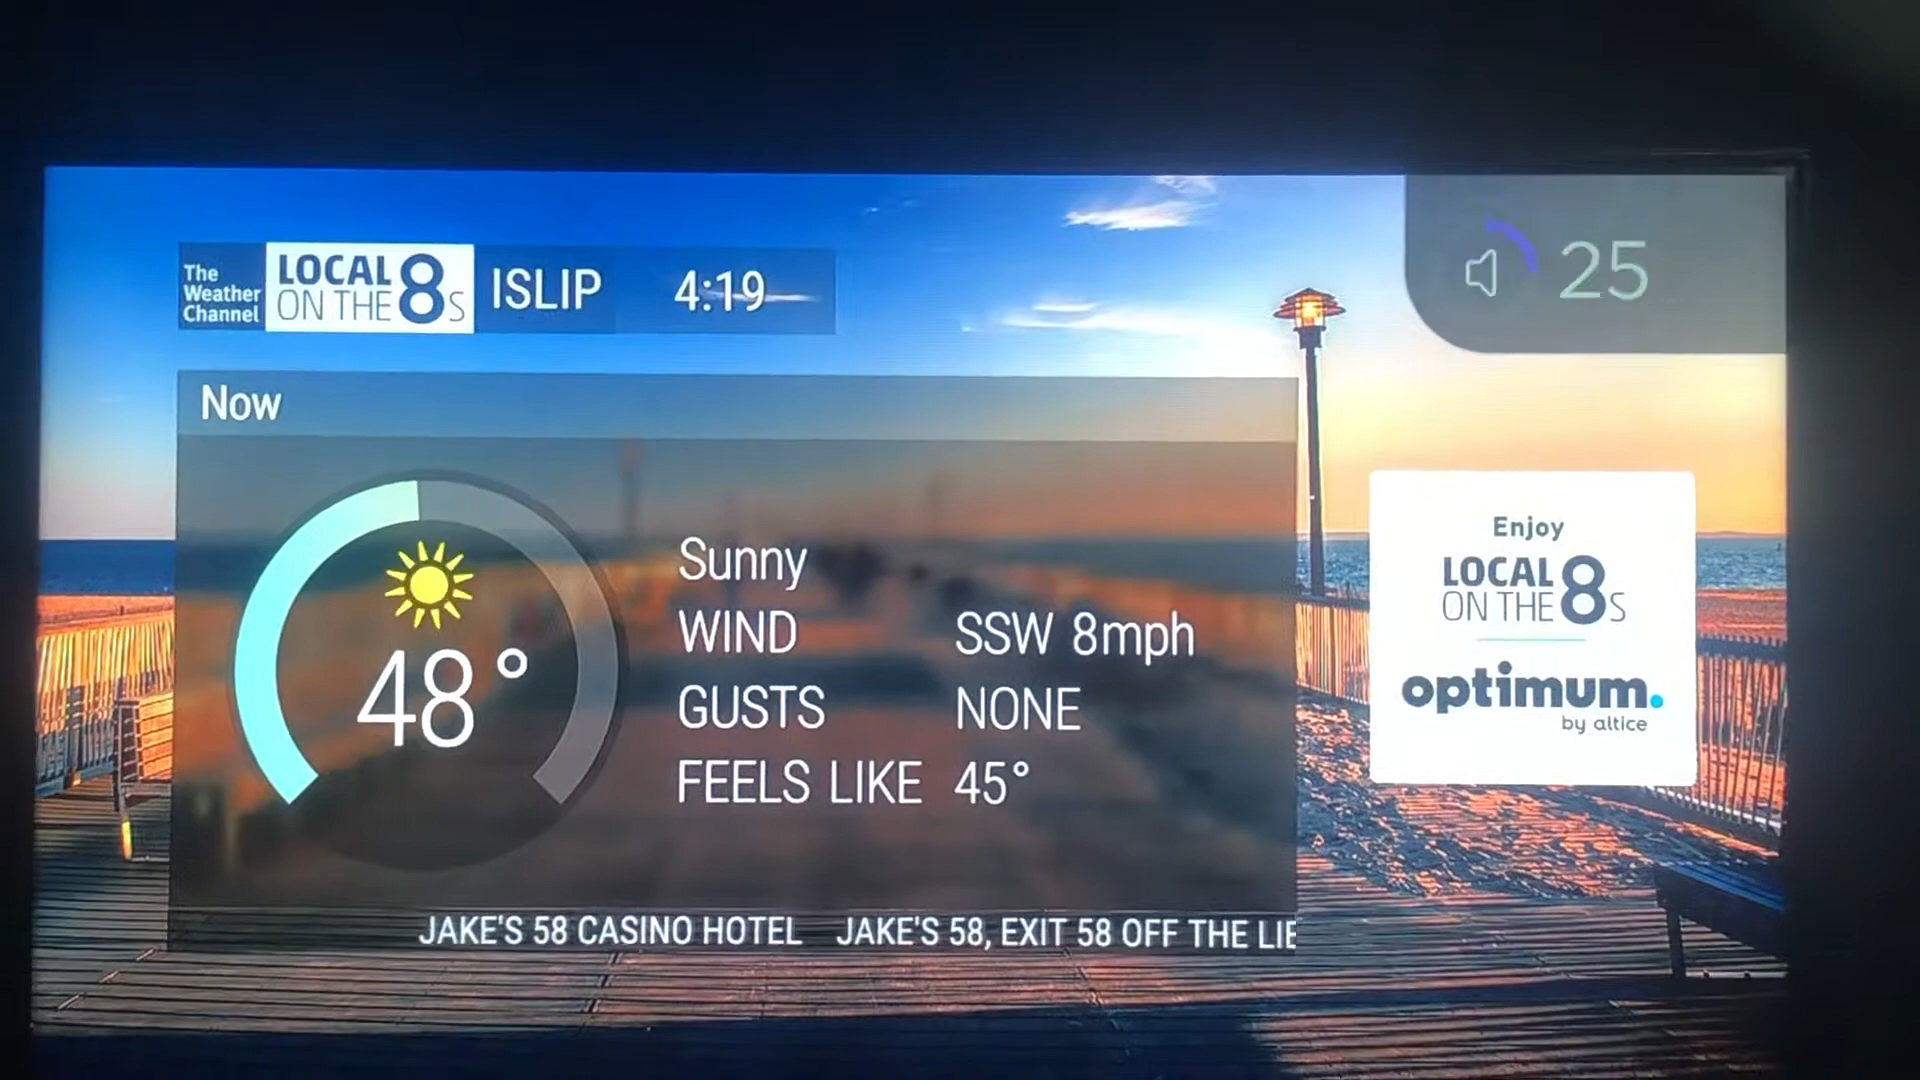 The
Weather
Channel
LOCAL
ON THE 8s
ISLIP 4:19
25
Now
48°
Sunny
WIND SSW 8mph
GUSTS NONE
FEELS LIKE 45°
Enjoy
LOCAL
ON THE 8s
optimum.
by altice
JAKE'S 58 CASINO HOTEL JAKE'S 58, EXIT 58 OFF THE LIE